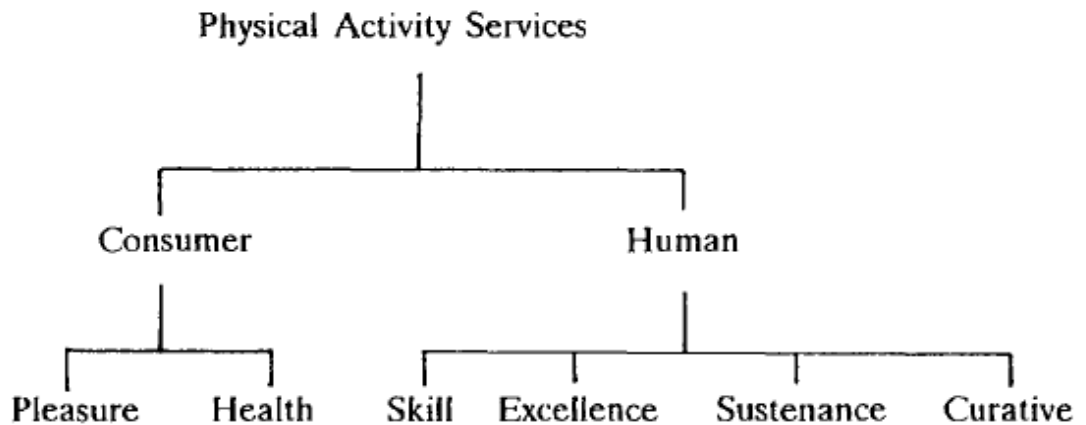 Physical Activity Services
Consumer Human
Pleasure Health Skill Excellence Sustenance Curative